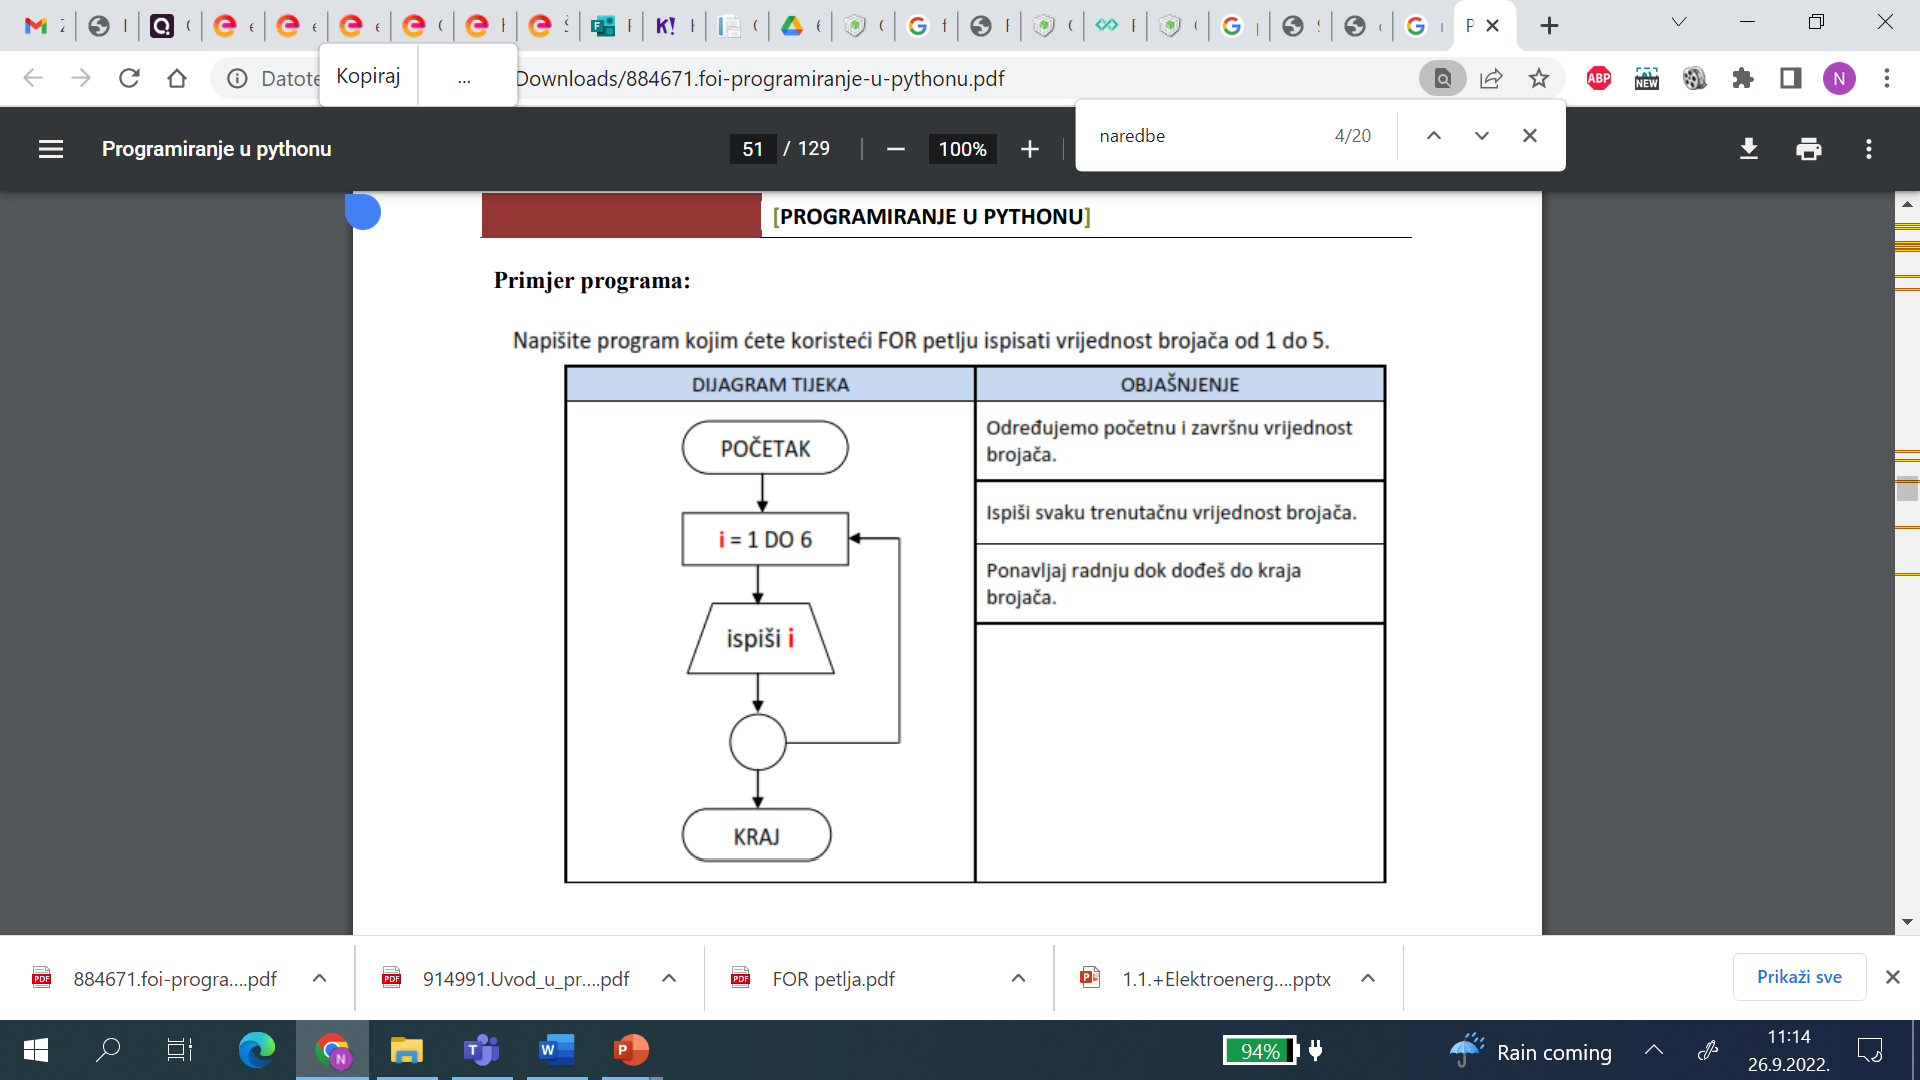 Kopiraj
...
Datote
Downloads/884671.foi-programiranje-u-pythonu.pdf
ABP
NEW
N
Programiranje u pythonu
51 / 129
100%
naredbe
4/20
[PROGRAMIRANJE U PYTHONU]
Primjer programa:
Napišite program kojim ćete koristeći FOR petlju ispisati vrijednost brojača od 1 do 5.
DIJAGRAM TIJEKA
OBJAŠNJENJE
POČETAK
i = 1 DO 6
ispiši i
KRAJ
Određujemo početnu i završnu vrijednost
brojača.
Ispiši svaku trenutačnu vrijednost brojača.
Ponavljaj radnju dok dođeš do kraja
brojača.
884671.foi-progra....pdf
914991.Uvod_u_pr....pdf
FOR petlja.pdf
1.1.+Elektroenerg....pptx
Prikaži sve
94%
Rain coming
11:14
26.9.2022.